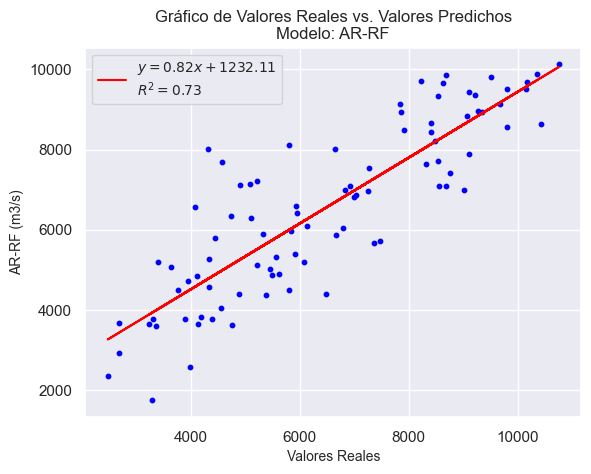 Gráfico de Valores Reales vs. Valores Predichos
Modelo: AR-RF
y = 0.82x + 1232.11
R² = 0.73
10000
8000
6000
4000
2000
AR-RF (m3/s)
4000 6000 8000 10000
Valores Reales